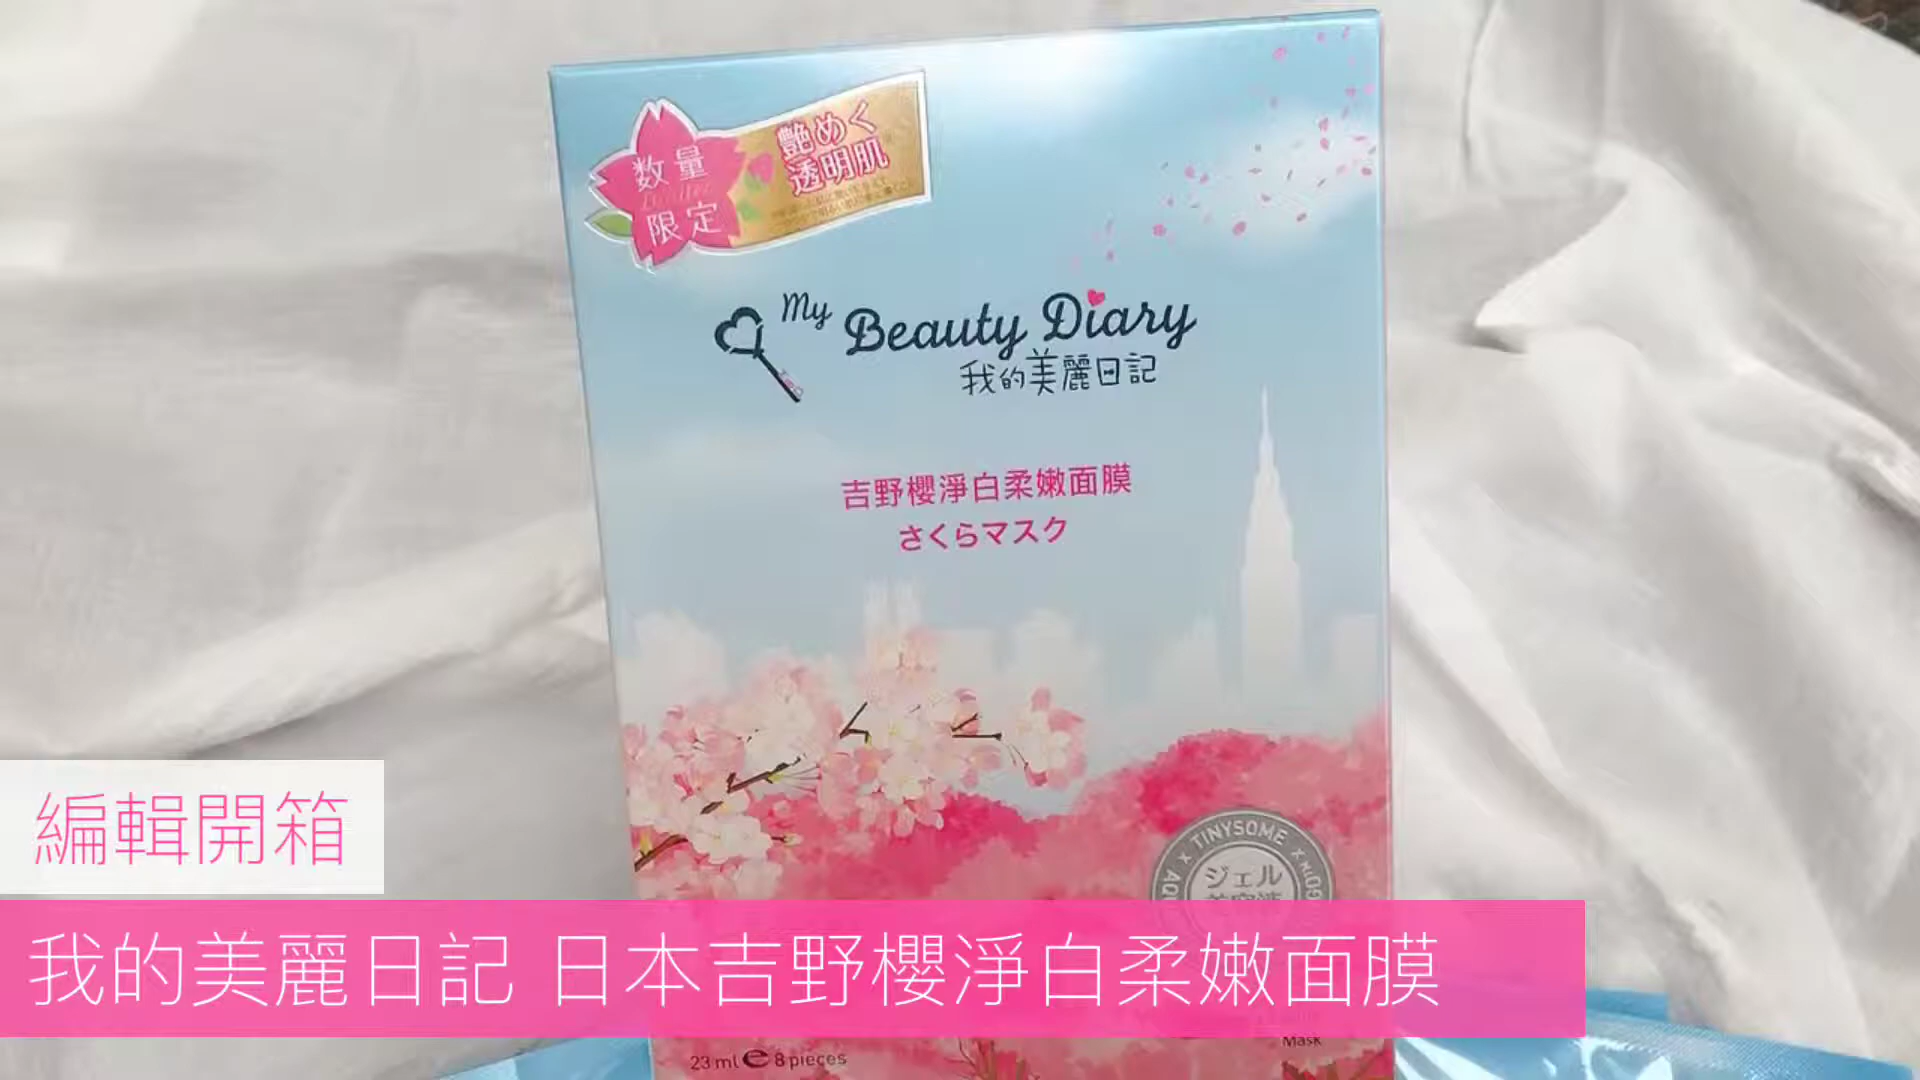 数量
限定
艶めく
透明肌
My
Beauty Diary
我的美麗日記
吉野櫻淨白柔嫩面膜
さくらマスク
TINYSOME
ジェル
編輯開箱
我的美麗日記 日本吉野櫻淨白柔嫩面膜
Mask
23 ml e 8 pieces